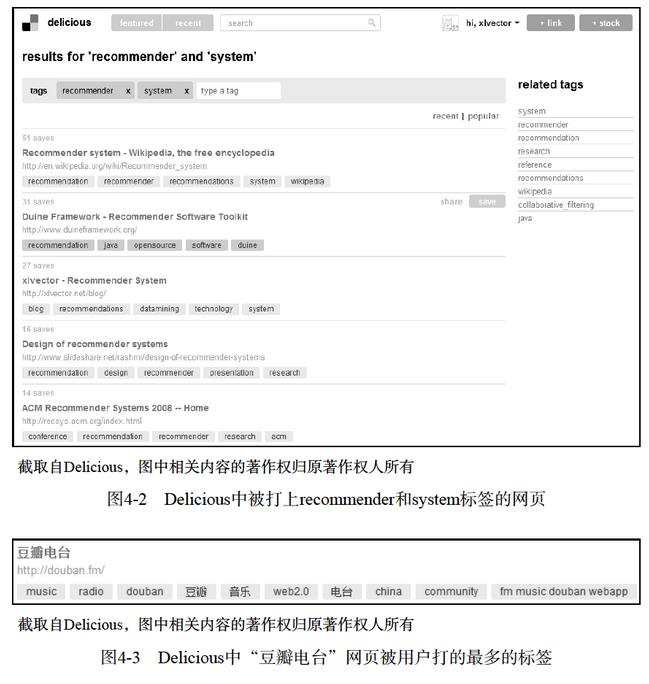 delicious featured recent search hi, xlvector + link + stack
results for 'recommender' and 'system'
tags recommender x system x type a tag
related tags
recent | popular
system
recommender
recommendation
research
reference
recommendations
wikipedia
collaborative_filtering
java
51 saves
Recommender system - Wikipedia, the free encyclopedia
http://en.wikipedia.org/wiki/Recommender_system
recommendation recommender recommendations system wikipedia
31 saves share save
Duine Framework - Recommender Software Toolkit
http://www.duineframework.org/
recommendation java opensource software duine
27 saves
xlvector - Recommender System
http://xlvector.net/blog/
blog recommendations datamining technology system
16 saves
Design of recommender systems
http://www.slideshare.net/rashmi/design-of-recommender-systems
recommendation design recommender presentation research
14 saves
ACM Recommender Systems 2008 -- Home
http://recsys.acm.org/index.html
conference recommendation recommender research acm
截取自Delicious，图中相关内容的著作权归原著作权人所有
图4-2 Delicious中被打上recommender和system标签的网页
豆瓣电台
http://douban.fm/
music radio douban 豆瓣 音乐 web2.0 电台 china community fm music douban webapp
截取自Delicious，图中相关内容的著作权归原著作权人所有
图4-3 Delicious中“豆瓣电台”网页被用户打的最多的标签